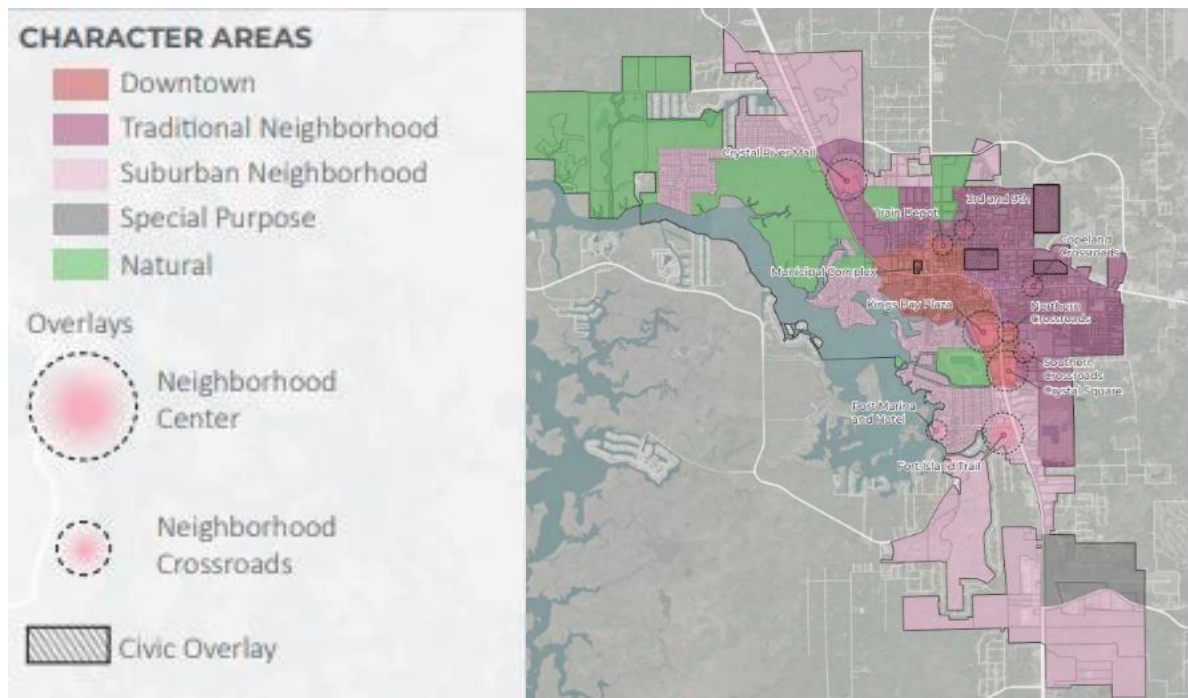 CHARACTER AREAS
Downtown
Traditional Neighborhood
Suburban Neighborhood
Special Purpose
Natural
Overlays
Neighborhood
Center
Neighborhood
Crossroads
Civic Overlay
Crystal River Mall
Train Depot
3rd and 9th
Copeland
Crossroads
Municipal Complex
Kings Bay Plaza
Northern
Crossroads
Southern
Crossroads
Crystal Square
Port Marina
and Hotel
Fort Island Trail